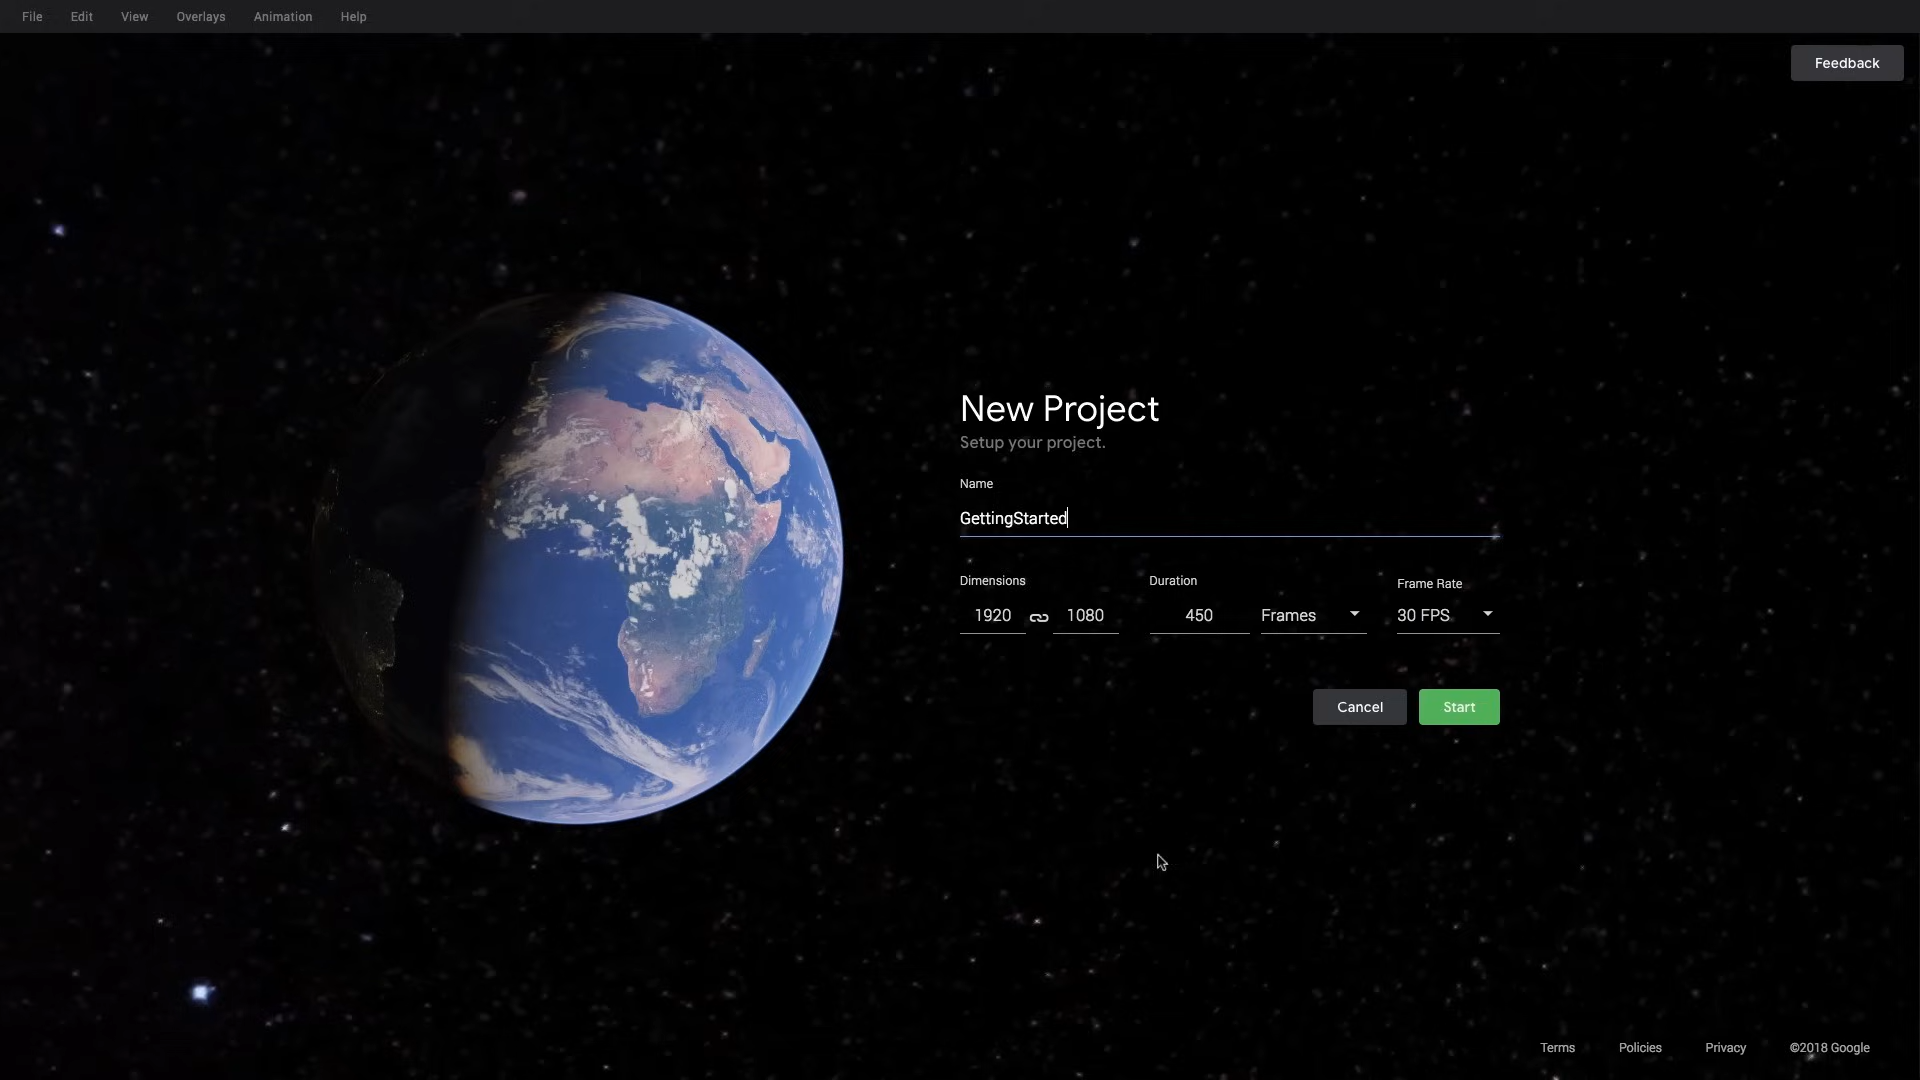 File Edit View Overlays Animation Help
Feedback
New Project
Setup your project.
Name
GettingStarted
Dimensions Duration Frame Rate
1920 1080 450 Frames 30 FPS
Cancel Start
Terms Policies Privacy ©2018 Google